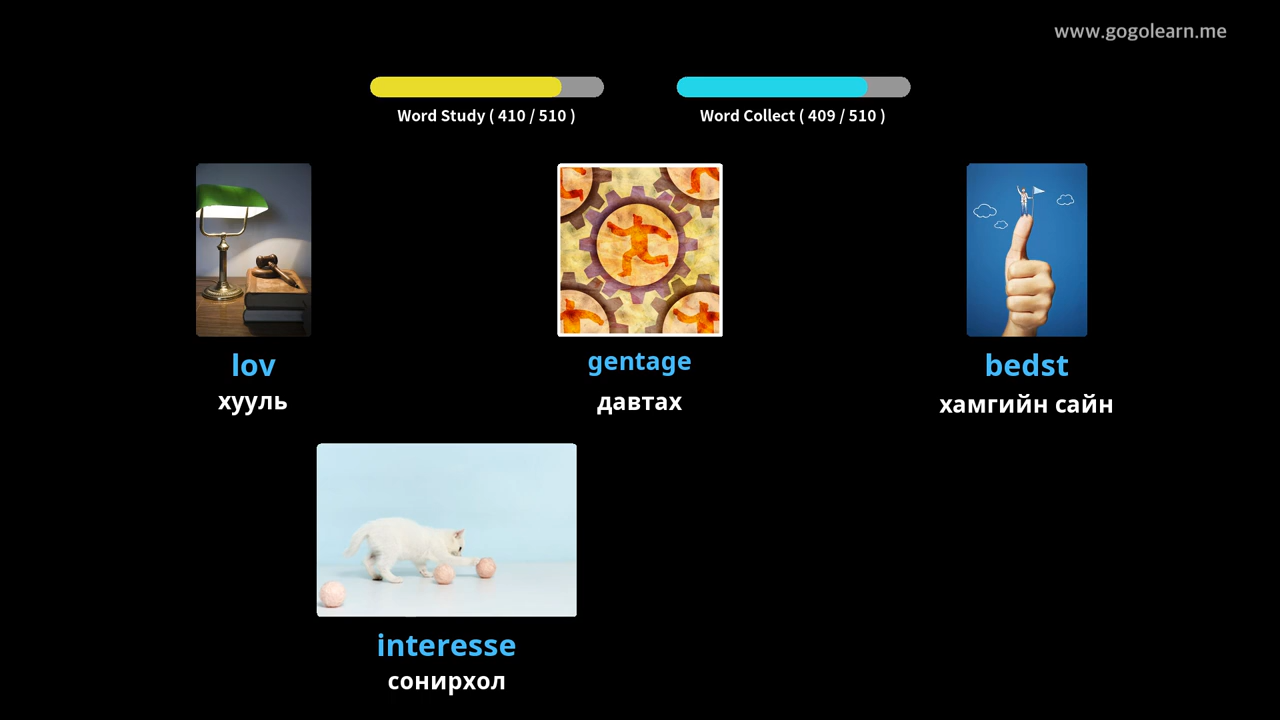 www.gogolearn.me
Word Study ( 410 / 510 )
Word Collect ( 409 / 510 )
lov
хууль
gentage
давтах
bedst
хамгийн сайн
interesse
сонирхол